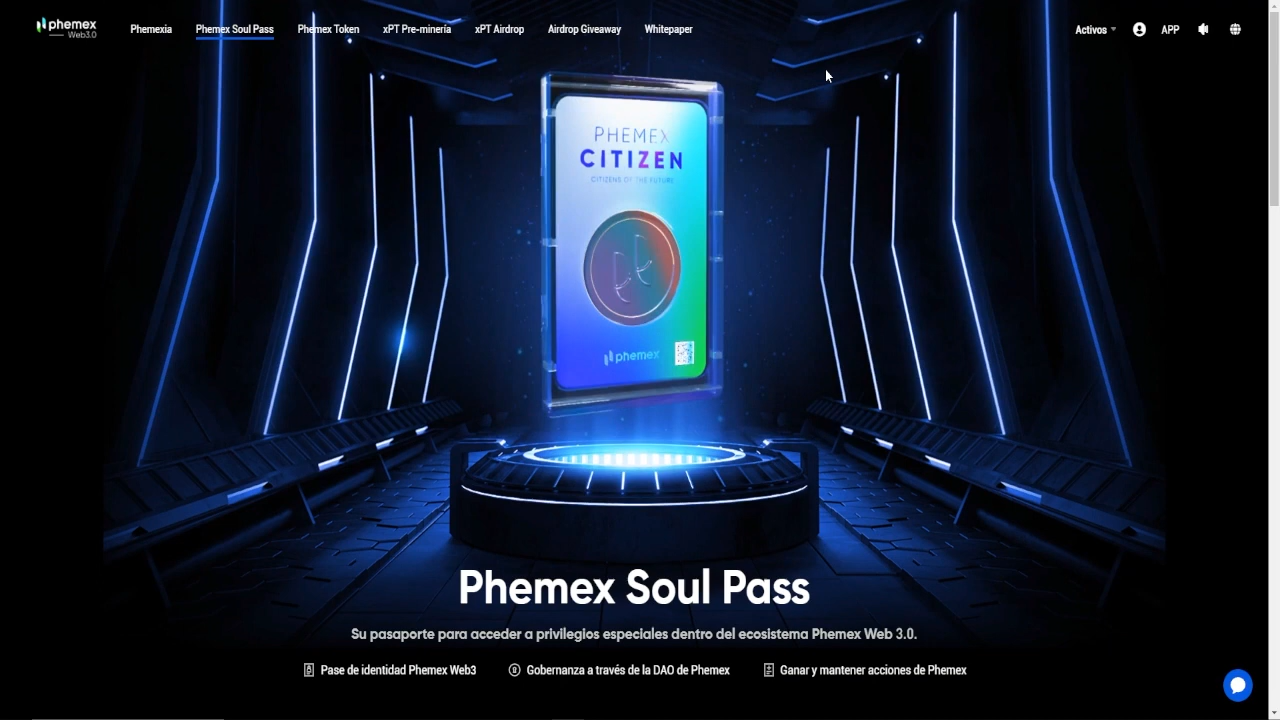 phemex
Web3.0
Phemexia
Phemex Soul Pass
Phemex Token
xPT Pre-minería
xPT Airdrop
Airdrop Giveaway
Whitepaper
Activos
APP
PHEMEX
CITIZEN
CITIZENS OF THE FUTURE
phemex
Phemex Soul Pass
Su pasaporte para acceder a privilegios especiales dentro del ecosistema Phemex Web 3.0.
Pase de identidad Phemex Web3
Gobernanza a través de la DAO de Phemex
Ganar y mantener acciones de Phemex